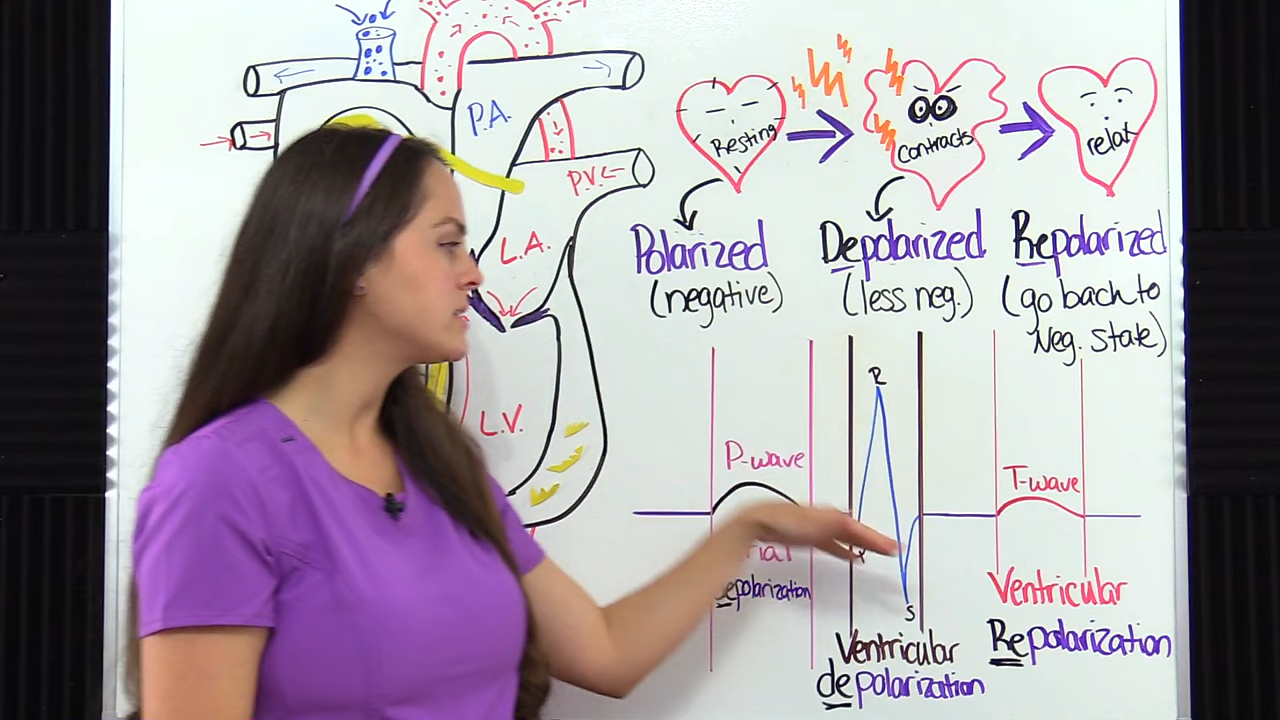 P.A.
P.V.
L.A.
L.V.
Resting
Contracts
relax
Polarized
(negative)
Depolarized
(less neg.)
Repolarized
(go back to
Neg. state)
P-wave
R
S
T-wave
Ventricular
depolarization
Ventricular
Repolarization